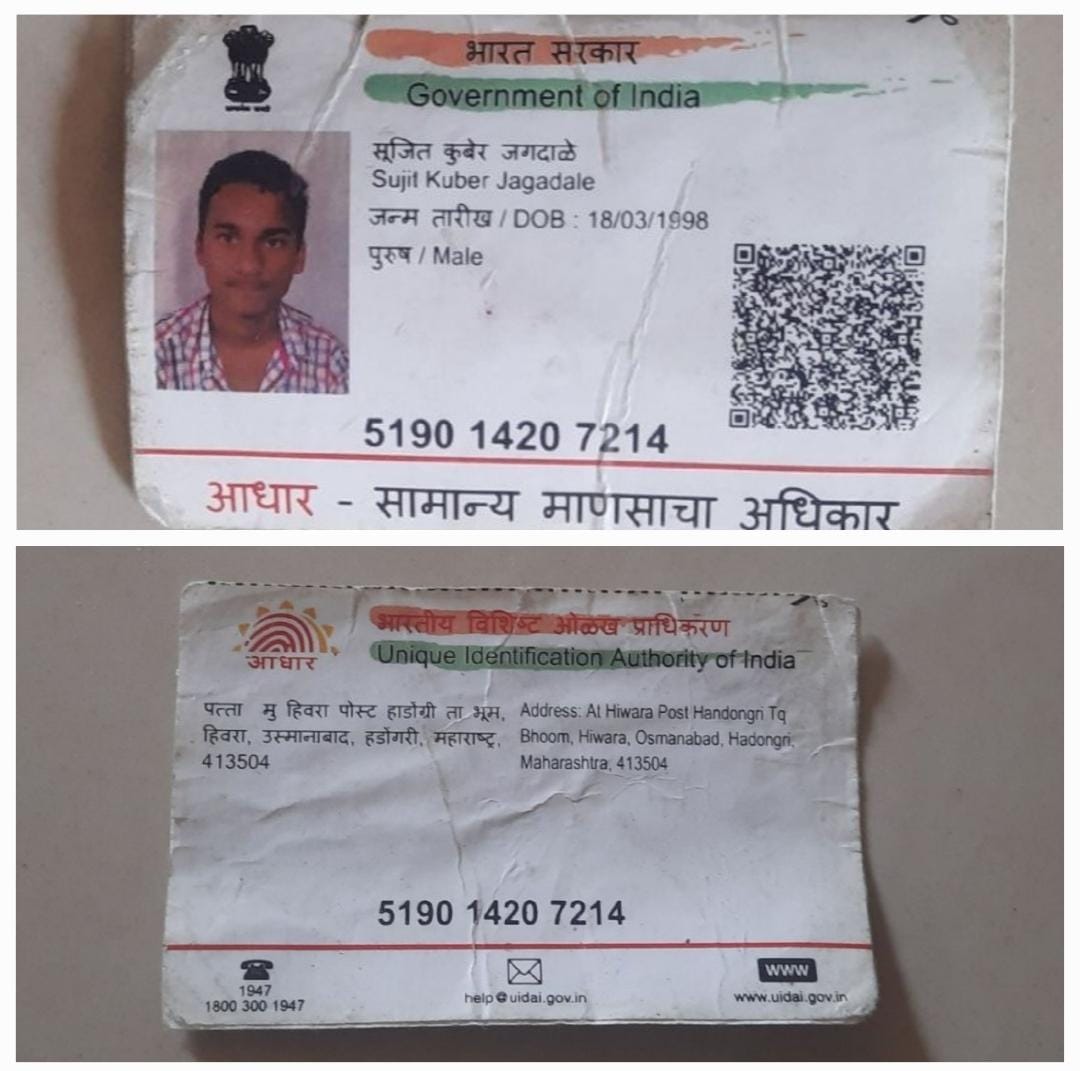 भारत सरकार
Government of India
सूजित कुबेर जगदाळे
Sujit Kuber Jagadale
जन्म तारीख / DOB : 18/03/1998
पुरुष / Male
5190 1420 7214
आधार - सामान्य माणसाचा अधिकार
आधार
भारतीय विशिष्ट ओळख प्राधिकरण
Unique Identification Authority of India
पत्ता मु हिवरा पोस्ट हाडोंग्री ता भूम,
हिवरा, उस्मानाबाद, हडोंगरी, महाराष्ट्र,
413504
Address: At Hiwara Post Handongri Tq
Bhoom, Hiwara, Osmanabad, Hadongri,
Maharashtra, 413504
5190 1420 7214
1947
1800 300 1947
help@uidai.gov.in
WWW
www.uidai.gov.in